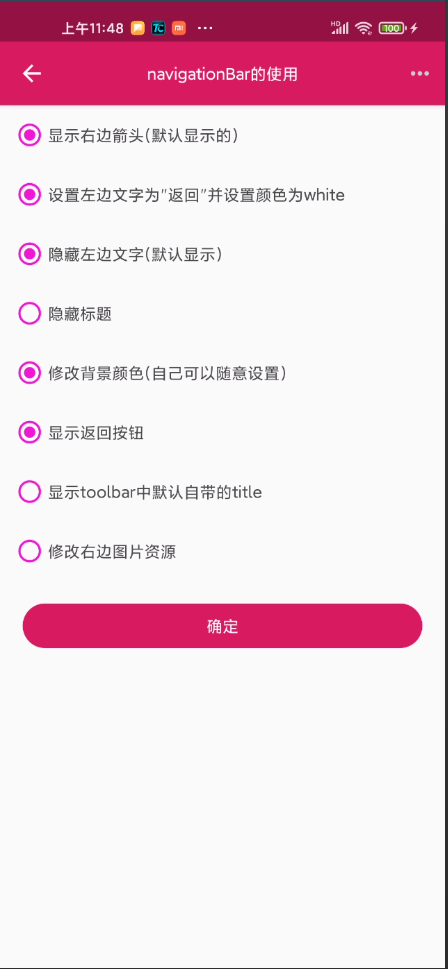 上午11:48
HD
100
navigationBar的使用
显示右边箭头(默认显示的)
设置左边文字为"返回"并设置颜色为white
隐藏左边文字(默认显示)
隐藏标题
修改背景颜色(自己可以随意设置)
显示返回按钮
显示toolbar中默认自带的title
修改右边图片资源
确定